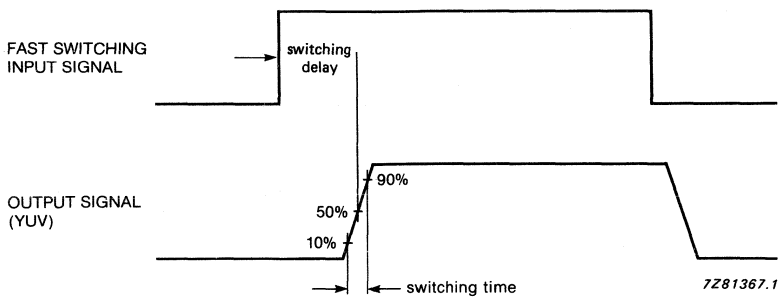 FAST SWITCHING
INPUT SIGNAL
switching
delay
OUTPUT SIGNAL
(YUV)
90%
50%
10%
switching time
7Z81367.1